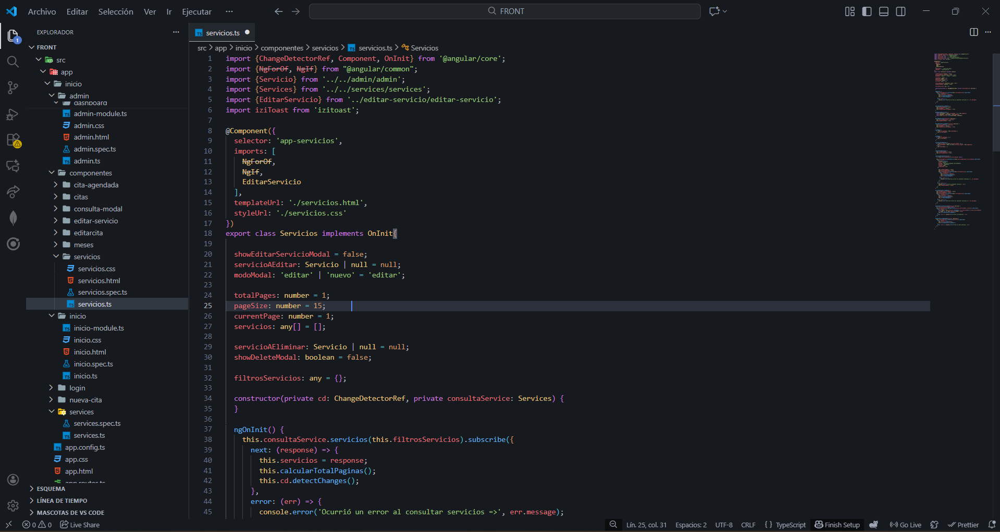 Archivo Editar Selección Ver Ir Ejecutar ··· FRONT
EXPLORADOR ···
FRONT
src
app
inicio
admin
dashboard
admin-module.ts
admin.css
admin.html
admin.spec.ts
admin.ts
componentes
cita-agendada
citas
consulta-modal
editar-servicio
editarcita
meses
servicios
servicios.css
servicios.html
servicios.spec.ts
servicios.ts
inicio
inicio-module.ts
inicio.css
inicio.html
inicio.spec.ts
inicio.ts
login
nueva-cita
services
services.spec.ts
services.ts
app.config.ts
app.css
app.html
app.routes.ts
ESQUEMA
LÍNEA DE TIEMPO
MASCOTAS DE VS CODE
servicios.ts
src > app > inicio > componentes > servicios > servicios.ts > Servicios
1 import {ChangeDetectorRef, Component, OnInit} from '@angular/core';
2 import {NgForOf, NgIf} from "@angular/common";
3 import {Servicio} from '../../admin/admin';
4 import {Services} from '../../services/services';
5 import {EditarServicio} from '../editar-servicio/editar-servicio';
6 import iziToast from 'izitoast';
7
8 @Component({
9 selector: 'app-servicios',
10 imports: [
11 NgForOf,
12 NgIf,
13 EditarServicio
14 ],
15 templateUrl: './servicios.html',
16 styleUrl: './servicios.css'
17 })
18 export class Servicios implements OnInit{
19
20 showEditarServicioModal = false;
21 servicioAEditar: Servicio | null = null;
22 modoModal: 'editar' | 'nuevo' = 'editar';
23
24 totalPages: number = 1;
25 pageSize: number = 15;
26 currentPage: number = 1;
27 servicios: any[] = [];
28
29 servicioAEliminar: Servicio | null = null;
30 showDeleteModal: boolean = false;
31
32 filtrosServicios: any = {};
33
34 constructor(private cd: ChangeDetectorRef, private consultaService: Services) {
35 }
36
37 ngOnInit() {
38 this.consultaService.servicios(this.filtrosServicios).subscribe({
39 next: (response) => {
40 this.servicios = response;
41 this.calcularTotalPaginas();
42 this.cd.detectChanges();
43 },
44 error: (err) => {
45 console.error('Ocurrió un error al consultar servicios =>', err.message);
0 0 Live Share Lín. 25, col. 31 Espacios: 2 UTF-8 CRLF { } TypeScript Finish Setup Go Live Prettier